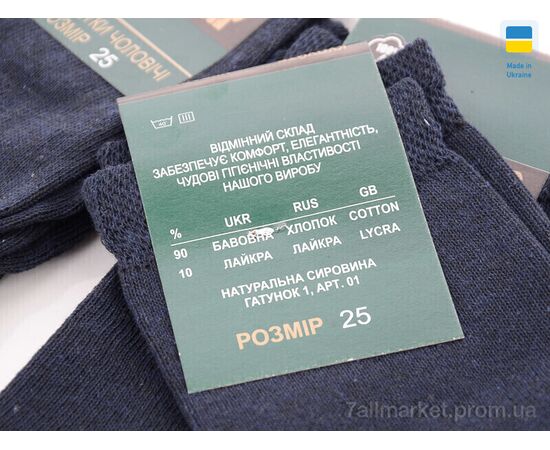 КИ ЧОЛОВІЧІ
РОЗМІР 25
Made in
Ukraine
40
ВІДМІННИЙ СКЛАД
ЗАБЕЗПЕЧУЄ КОМФОРТ, ЕЛЕГАНТНІСТЬ,
ЧУДОВІ ГІГІЄНІЧНІ ВЛАСТИВОСТІ
НАШОГО ВИРОБУ
% UKR RUS GB
90 БАВОВНА ХЛОПОК COTTON
10 ЛАЙКРА ЛАЙКРА LYCRA
НАТУРАЛЬНА СИРОВИНА
ГАТУНОК 1, АРТ. 01
РОЗМІР 25
7allmarket.prom.ua